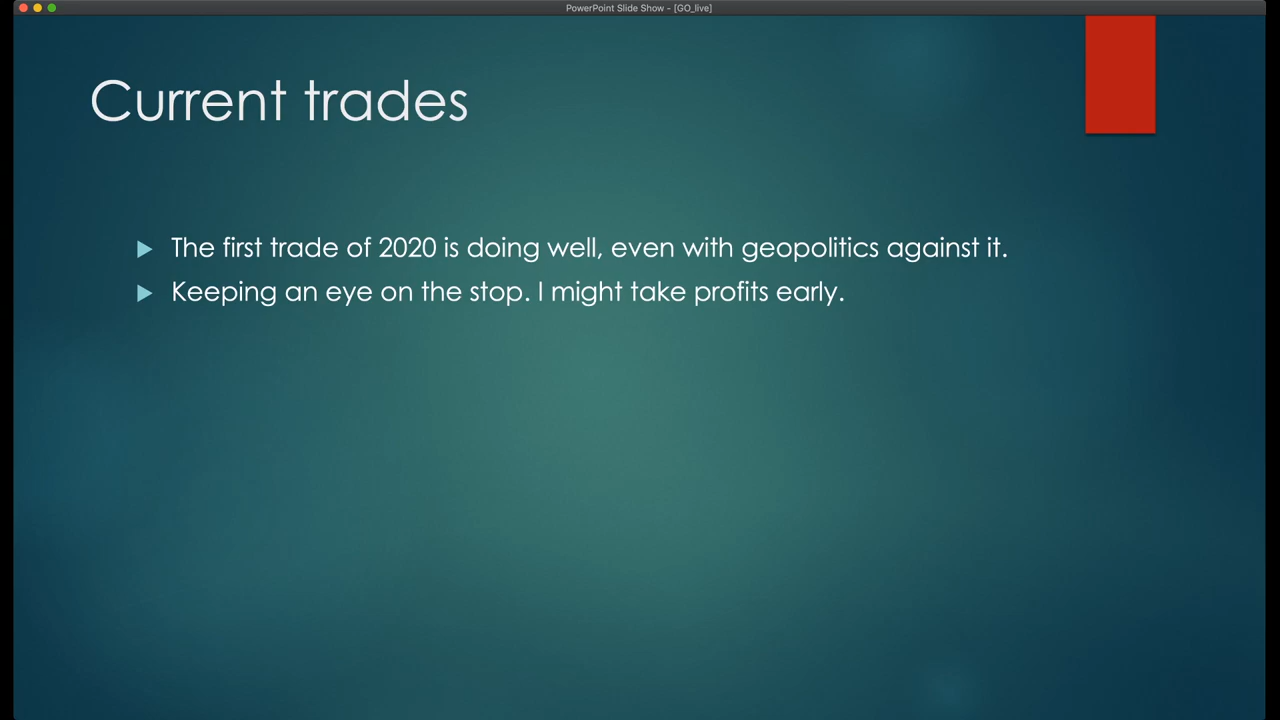 PowerPoint Slide Show - [GO_live]
Current trades
The first trade of 2020 is doing well, even with geopolitics against it.
Keeping an eye on the stop. I might take profits early.